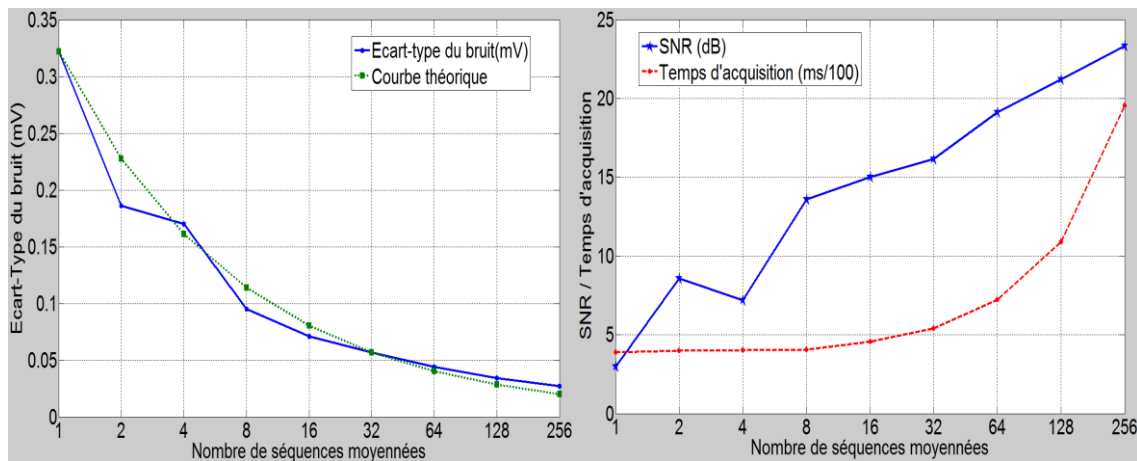 0.35
0.3
0.25
0.2
0.15
0.1
0.05
0
Ecart-Type du bruit (mV)
Ecart-type du bruit(mV)
Courbe théorique
1 2 4 8 16 32 64 128 256
Nombre de séquences moyennées
25
20
15
10
5
0
SNR / Temps d'acquisition
SNR (dB)
Temps d'acquisition (ms/100)
1 2 4 8 16 32 64 128 256
Nombre de séquences moyennées